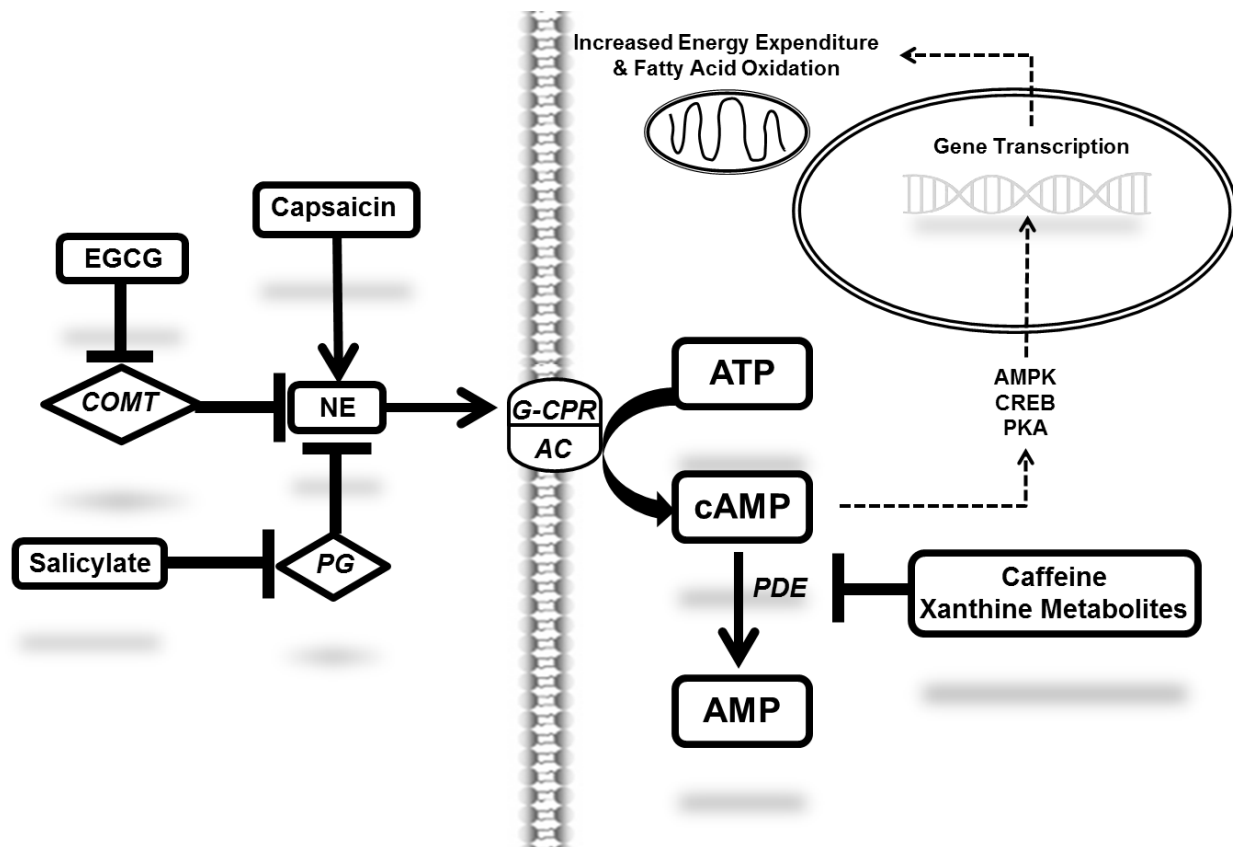 Increased Energy Expenditure
& Fatty Acid Oxidation
Gene Transcription
Capsaicin
EGCG
COMT
NE
G-CPR
AC
ATP
AMPK
CREB
PKA
cAMP
Salicylate
PG
PDE
Caffeine
Xanthine Metabolites
AMP